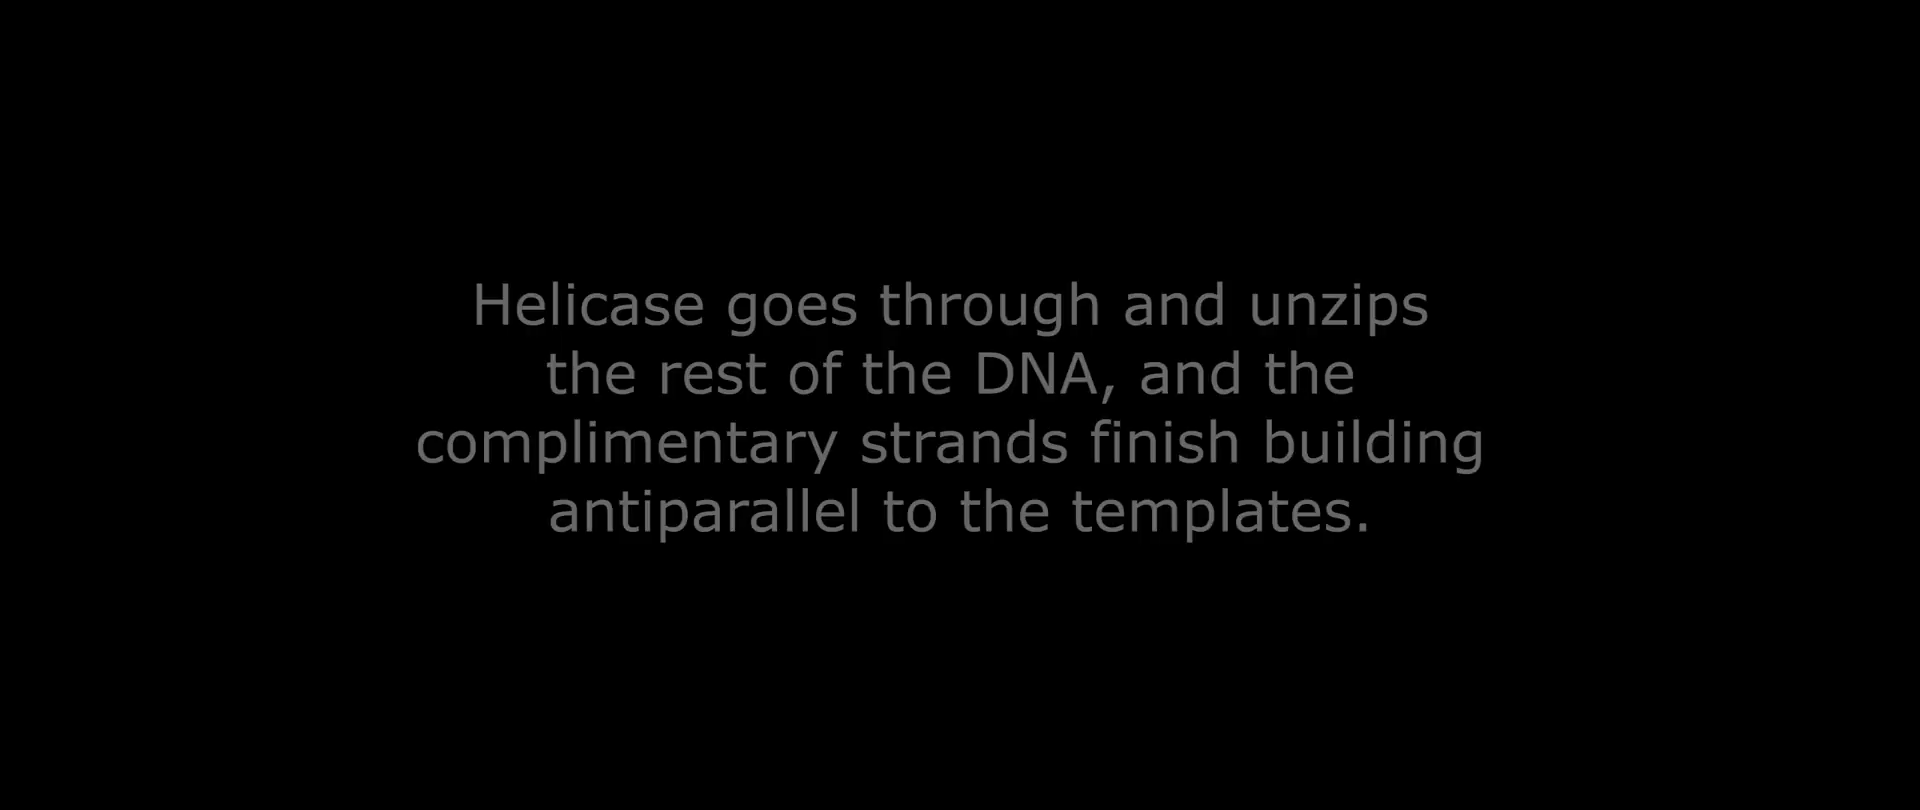 Helicase goes through and unzips
the rest of the DNA, and the
complimentary strands finish building
antiparallel to the templates.